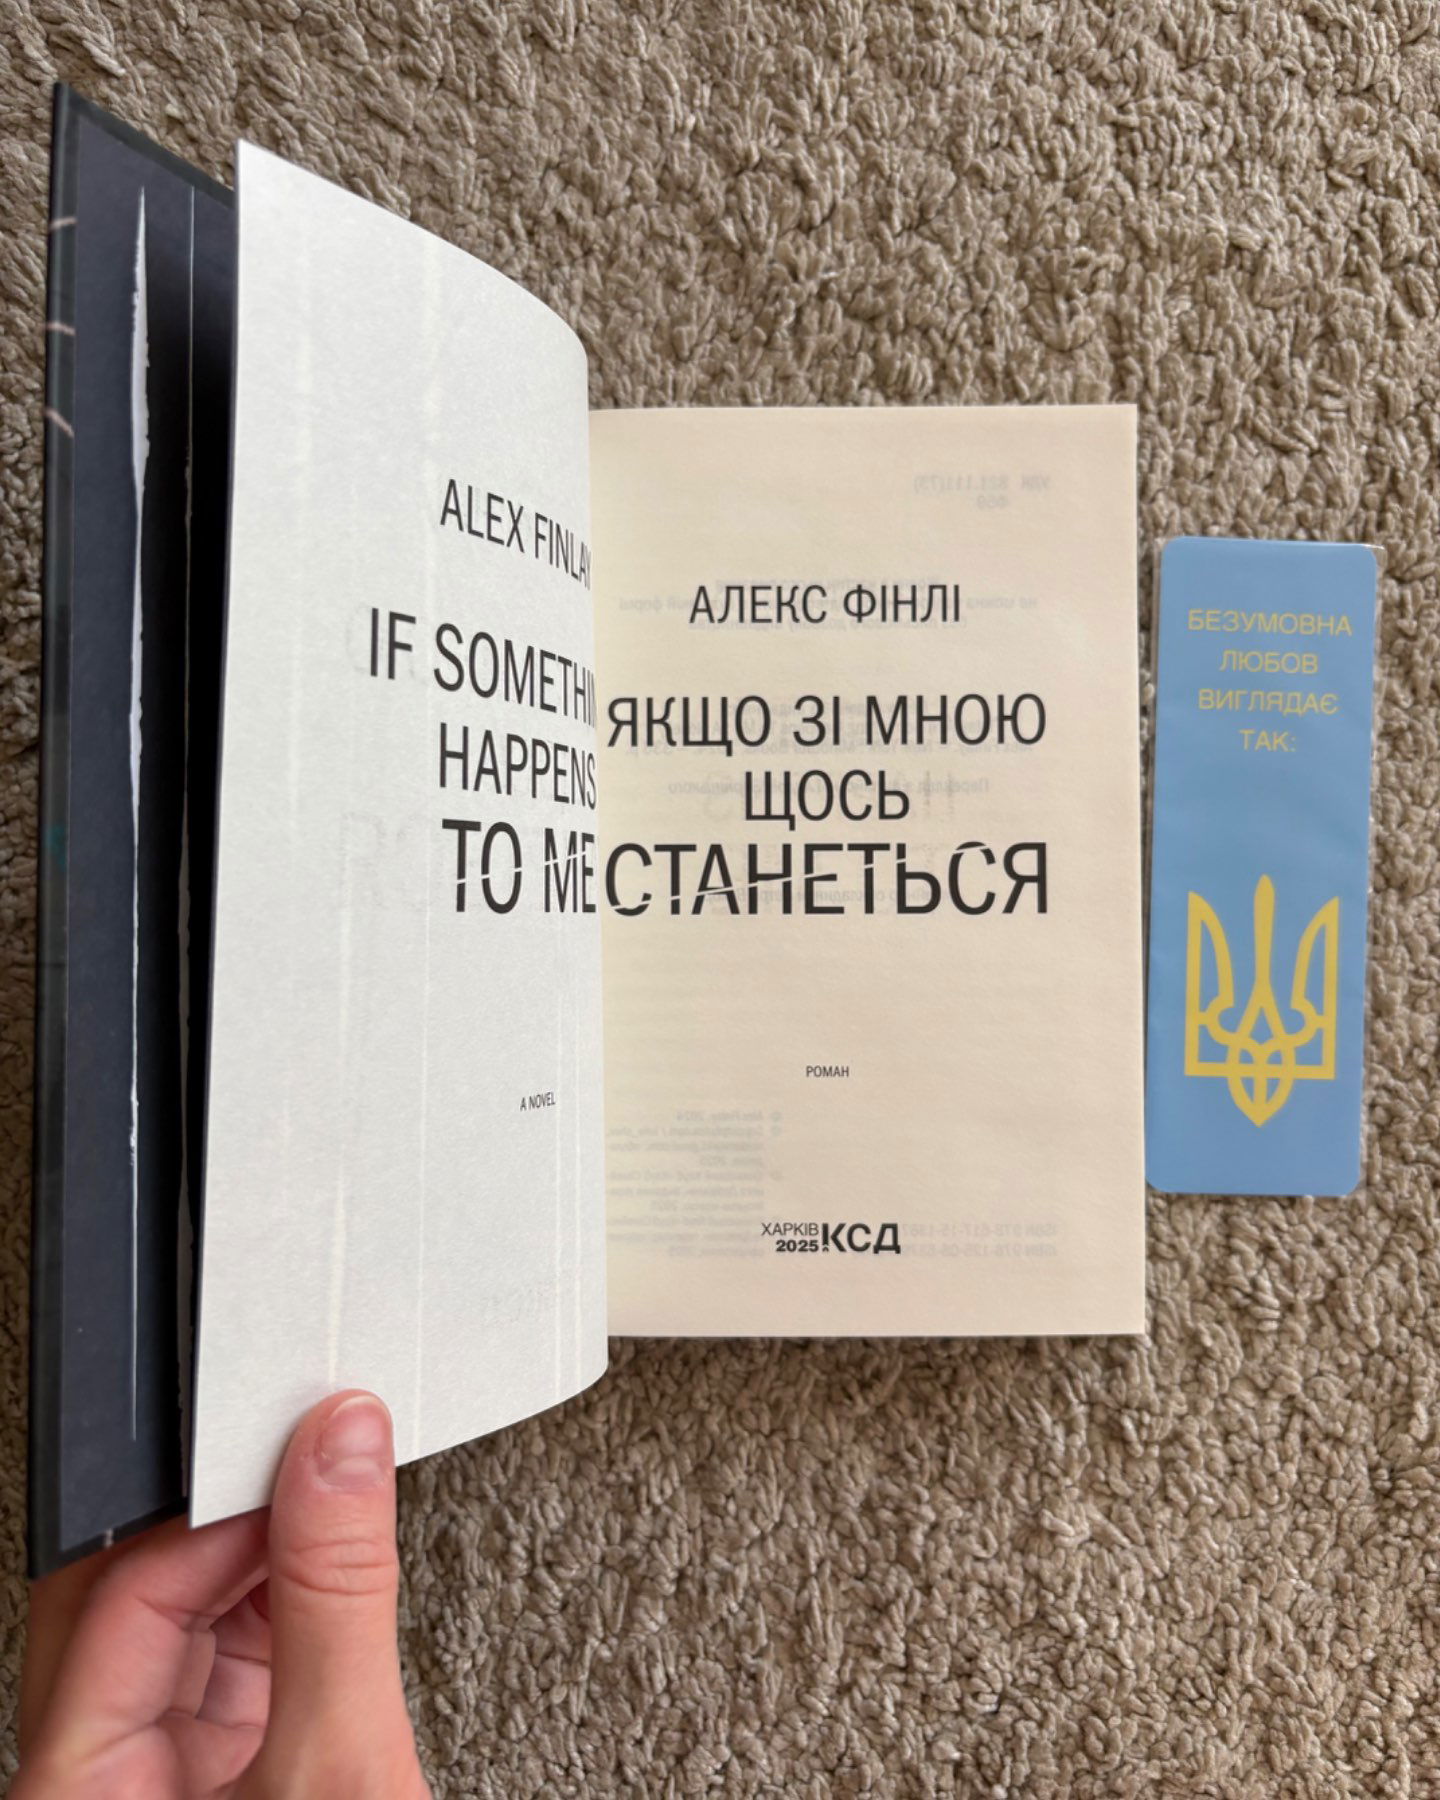 ALEX FINLAY
IF SOMETHIN
HAPPENS
TO ME
A NOVEL
АЛЕКС ФІНЛІ
ЯКЩО ЗІ МНОЮ
ЩОСЬ
СТАНЕТЬСЯ
РОМАН
ХАРКІВ
2025
КСД
БЕЗУМОВНА
ЛЮБОВ
ВИГЛЯДАЄ
ТАК: